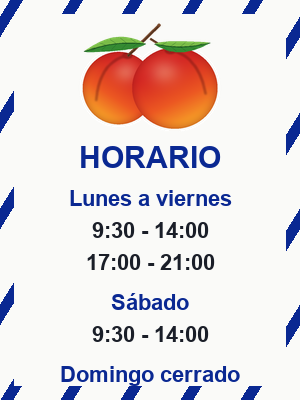 HORARIO
Lunes a viernes
9:30 - 14:00
17:00 - 21:00
Sábado
9:30 - 14:00
Domingo cerrado